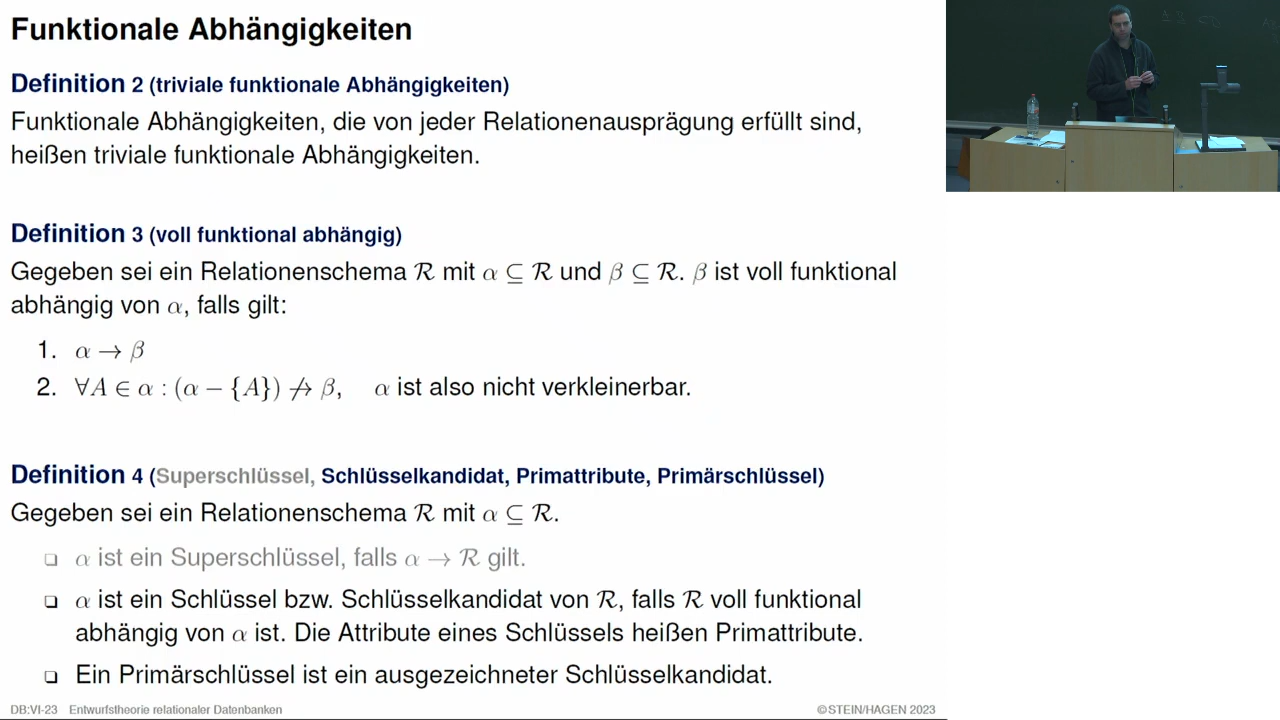 Funktionale Abhängigkeiten
Definition 2 (triviale funktionale Abhängigkeiten)
Funktionale Abhängigkeiten, die von jeder Relationenausprägung erfüllt sind,
heißen triviale funktionale Abhängigkeiten.
Definition 3 (voll funktional abhängig)
Gegeben sei ein Relationenschema ℛ mit α ⊆ ℛ und β ⊆ ℛ. β ist voll funktional
abhängig von α, falls gilt:
1. α → β
2. ∀A ∈ α : (α − {A}) ↛ β, α ist also nicht verkleinerbar.
Definition 4 (Superschlüssel, Schlüsselkandidat, Primattribute, Primärschlüssel)
Gegeben sei ein Relationenschema ℛ mit α ⊆ ℛ.
❑ α ist ein Superschlüssel, falls α → ℛ gilt.
❑ α ist ein Schlüssel bzw. Schlüsselkandidat von ℛ, falls ℛ voll funktional
abhängig von α ist. Die Attribute eines Schlüssels heißen Primattribute.
❑ Ein Primärschlüssel ist ein ausgezeichneter Schlüsselkandidat.
DB:VI-23 Entwurfstheorie relationaler Datenbanken ©STEIN/HAGEN 2023